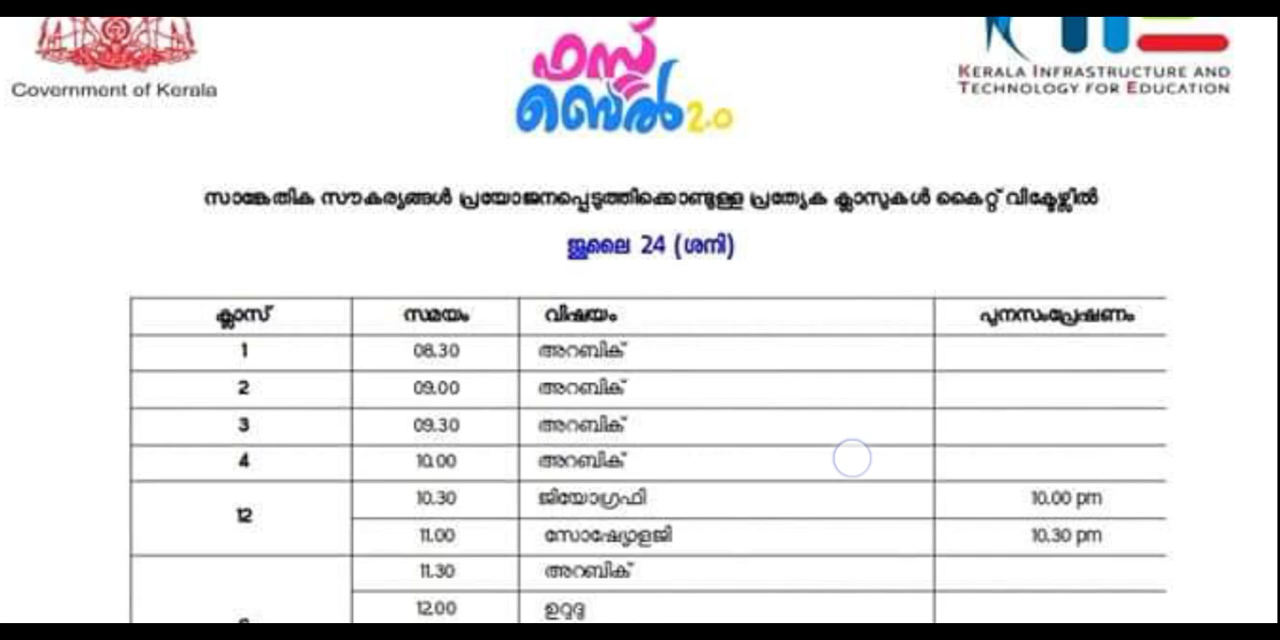 Government of Kerala
ഫസ്റ്റ്
ബെൽ 2.0
KERALA INFRASTRUCTURE AND
TECHNOLOGY FOR EDUCATION
സാങ്കേതിക സൗകര്യങ്ങൾ പ്രയോജനപ്പെടുത്തിക്കൊണ്ടുള്ള പ്രത്യേക ക്ലാസുകൾ കൈറ്റ് വിക്ടേഴ്സിൽ
ജൂലൈ 24 (ശനി)
ക്ലാസ് സമയം വിഷയം പുനസംപ്രേഷണം
1 08.30 അറബിക്
2 09.00 അറബിക്
3 09.30 അറബിക്
4 10.00 അറബിക്
12 10.30 ജിയോഗ്രഫി 10.00 pm
11.00 സോഷ്യോളജി 10.30 pm
11.30 അറബിക്
12.00 ഉറുദു